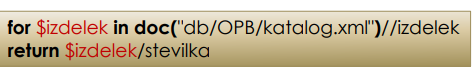 for $izdelek in doc("db/OPB/katalog.xml")//izdelek
return $izdelek/stevilka